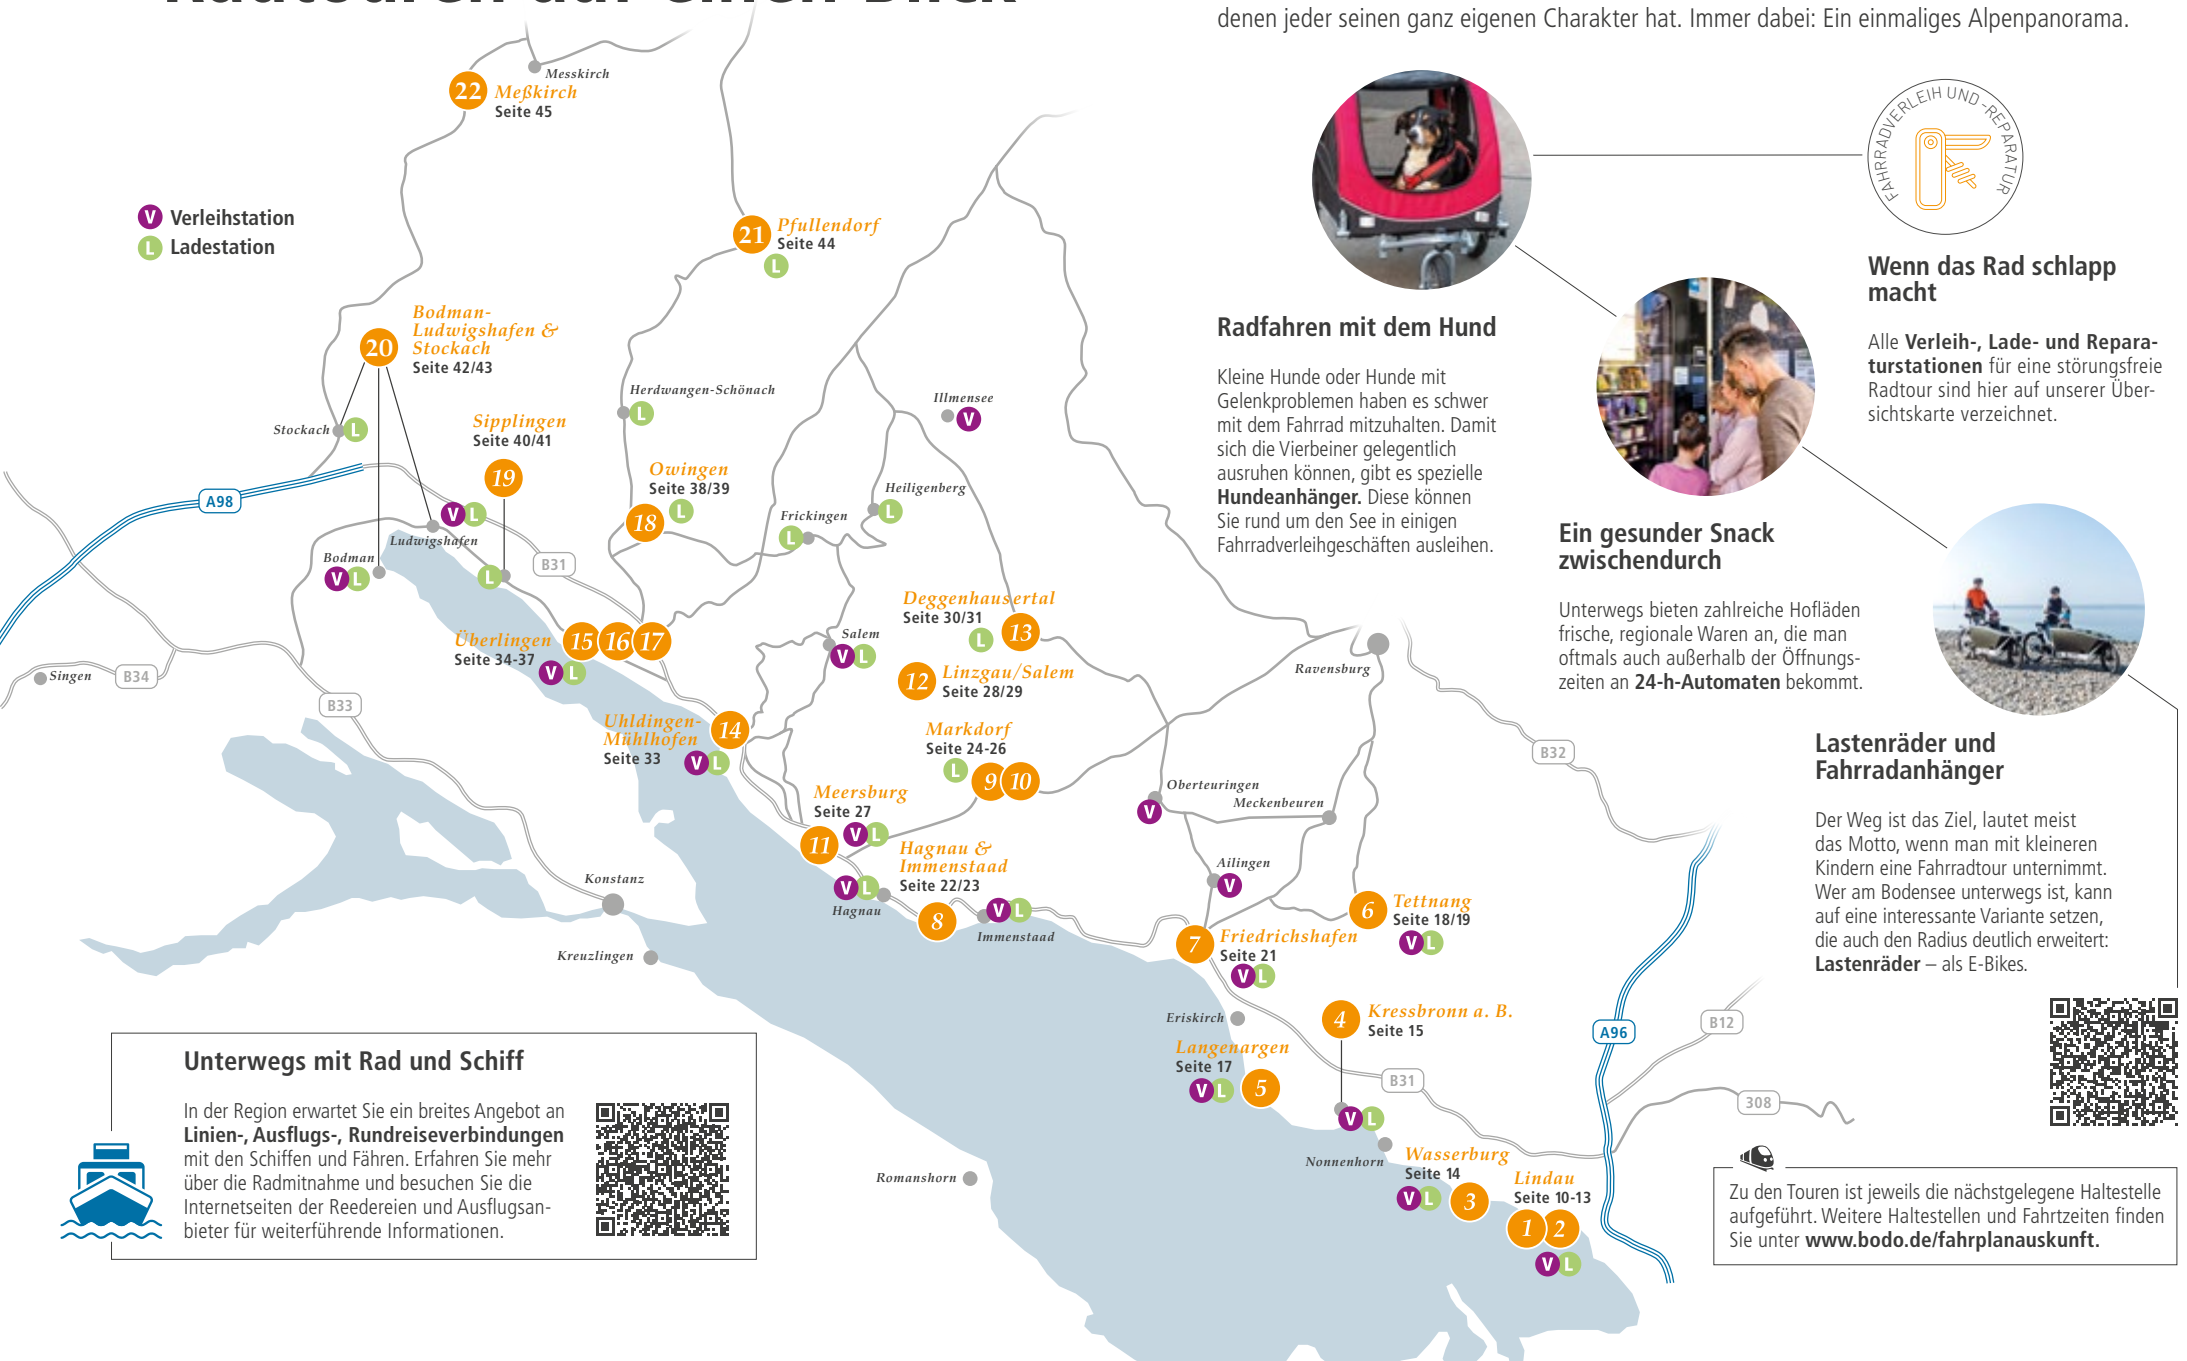 denen jeder seinen ganz eigenen Charakter hat. Immer dabei: Ein einmaliges Alpenpanorama.
Messkirch
22
Meßkirch
Seite 45
V Verleihstation
L Ladestation
21
Pfullendorf
Seite 44
L
20
Bodman-
Ludwigshafen &
Stockach
Seite 42/43
Stockach
L
Sipplingen
Seite 40/41
19
Herdwangen-Schönach
L
Illmensee
V
Owingen
Seite 38/39
L
18
Heiligenberg
L
Frickingen
L
A98
V L
Ludwigshafen
Bodman
V L
L
B31
Deggenhausertal
Seite 30/31
L
13
Überlingen
Seite 34-37
15 16 17
V L
Salem
V L
Singen
B34
B33
12
Linzgau/Salem
Seite 28/29
Ravensburg
Uhldingen-
Mühlhofen
Seite 33
14
V L
Markdorf
Seite 24-26
L
9 10
B32
Meersburg
Seite 27
11
V L
Oberteuringen
V
Meckenbeuren
Hagnau &
Immenstaad
Seite 22/23
8
V L
Hagnau
V L
Immenstaad
Ailingen
V
Konstanz
Kreuzlingen
6
Tettnang
Seite 18/19
V L
7
Friedrichshafen
Seite 21
V L
Eriskirch
4
Kressbronn a. B.
Seite 15
V L
Langenargen
Seite 17
V L
5
B31
A96
B12
308
Nonnenhorn
Romanshorn
Wasserburg
Seite 14
V L
3
Lindau
Seite 10-13
1 2
V L
Radfahren mit dem Hund
Kleine Hunde oder Hunde mit
Gelenkproblemen haben es schwer
mit dem Fahrrad mitzuhalten. Damit
sich die Vierbeiner gelegentlich
ausruhen können, gibt es spezielle
Hundeanhänger. Diese können
Sie rund um den See in einigen
Fahrradverleihgeschäften ausleihen.
FAHRRADVERLEIH UND -REPARATUR
Wenn das Rad schlapp
macht
Alle Verleih-, Lade- und Repara-
turstationen für eine störungsfreie
Radtour sind hier auf unserer Über-
sichtskarte verzeichnet.
Ein gesunder Snack
zwischendurch
Unterwegs bieten zahlreiche Hofläden
frische, regionale Waren an, die man
oftmals auch außerhalb der Öffnungs-
zeiten an 24-h-Automaten bekommt.
Lastenräder und
Fahrradanhänger
Der Weg ist das Ziel, lautet meist
das Motto, wenn man mit kleineren
Kindern eine Fahrradtour unternimmt.
Wer am Bodensee unterwegs ist, kann
auf eine interessante Variante setzen,
die auch den Radius deutlich erweitert:
Lastenräder – als E-Bikes.
Unterwegs mit Rad und Schiff
In der Region erwartet Sie ein breites Angebot an
Linien-, Ausflugs-, Rundreiseverbindungen
mit den Schiffen und Fähren. Erfahren Sie mehr
über die Radmitnahme und besuchen Sie die
Internetseiten der Reedereien und Ausflugsan-
bieter für weiterführende Informationen.
Zu den Touren ist jeweils die nächstgelegene Haltestelle
aufgeführt. Weitere Haltestellen und Fahrtzeiten finden
Sie unter www.bodo.de/fahrplanauskunft.